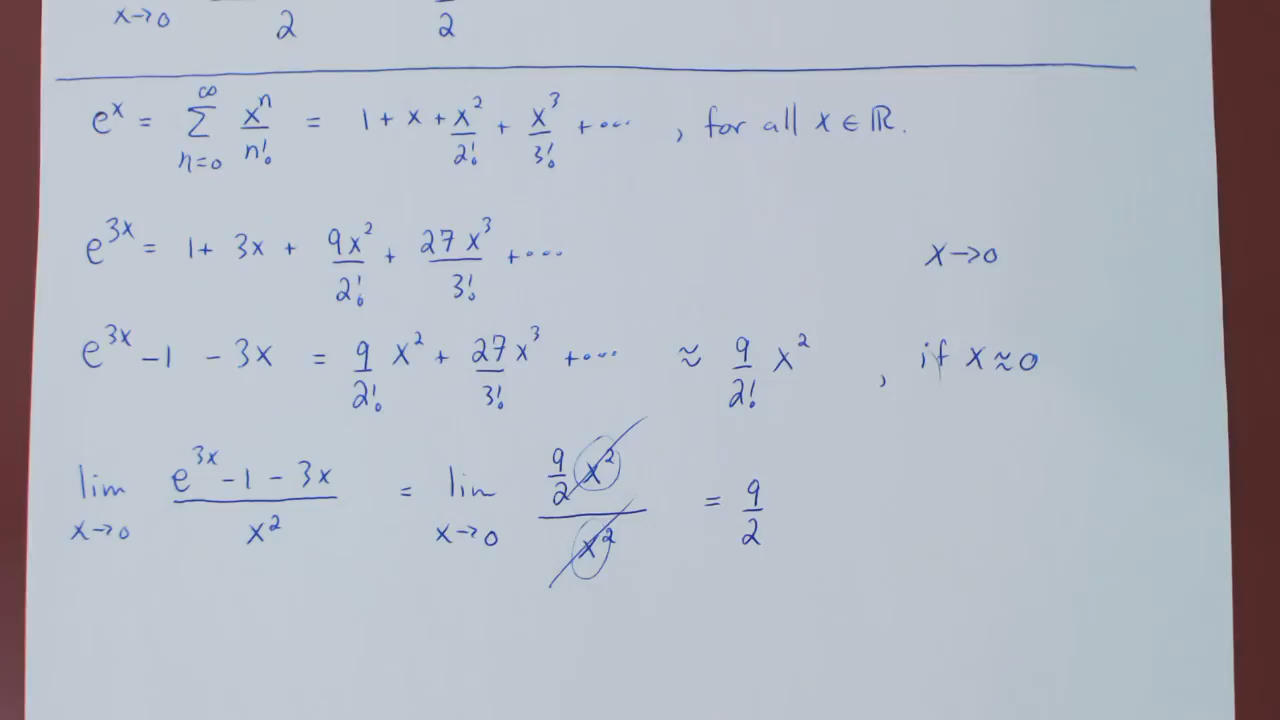 x→0 2 2
e^x = ∑_{n=0}^{∞} x^n/n! = 1 + x + x^2/2! + x^3/3! + ... , for all x ∈ ℝ.
e^{3x} = 1 + 3x + 9x^2/2! + 27x^3/3! + ....
x→0
e^{3x} - 1 - 3x = 9/2! x^2 + 27/3! x^3 + .... ≈ 9/2! x^2 , if x ≈ 0
lim_{x→0} (e^{3x} - 1 - 3x)/x^2 = lim_{x→0} (9/2 x^2)/x^2 = 9/2